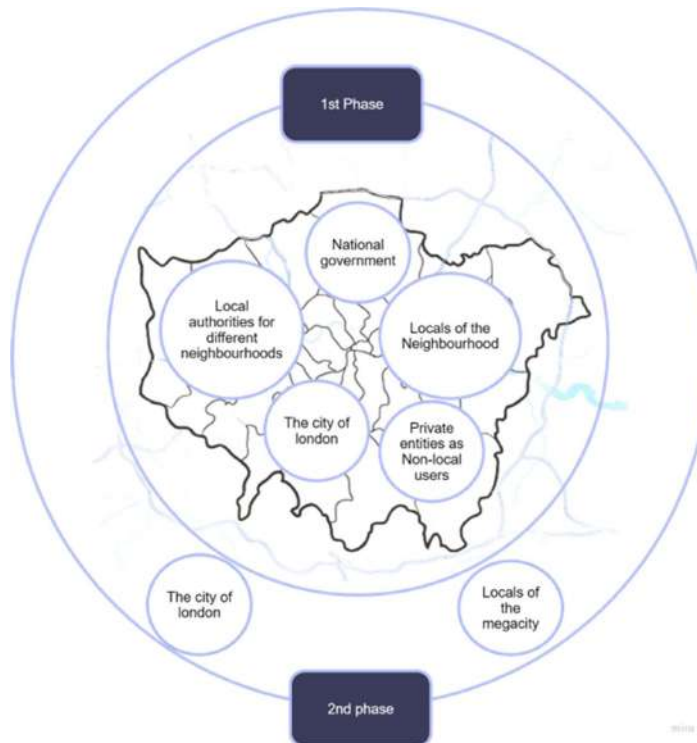 1st Phase
National
government
Local
authorities for
different
neighbourhoods
Locals of the
Neighbourhood
The city of
london
Private
entities as
Non-local
users
The city of
london
Locals of
the
megacity
2nd phase
miro